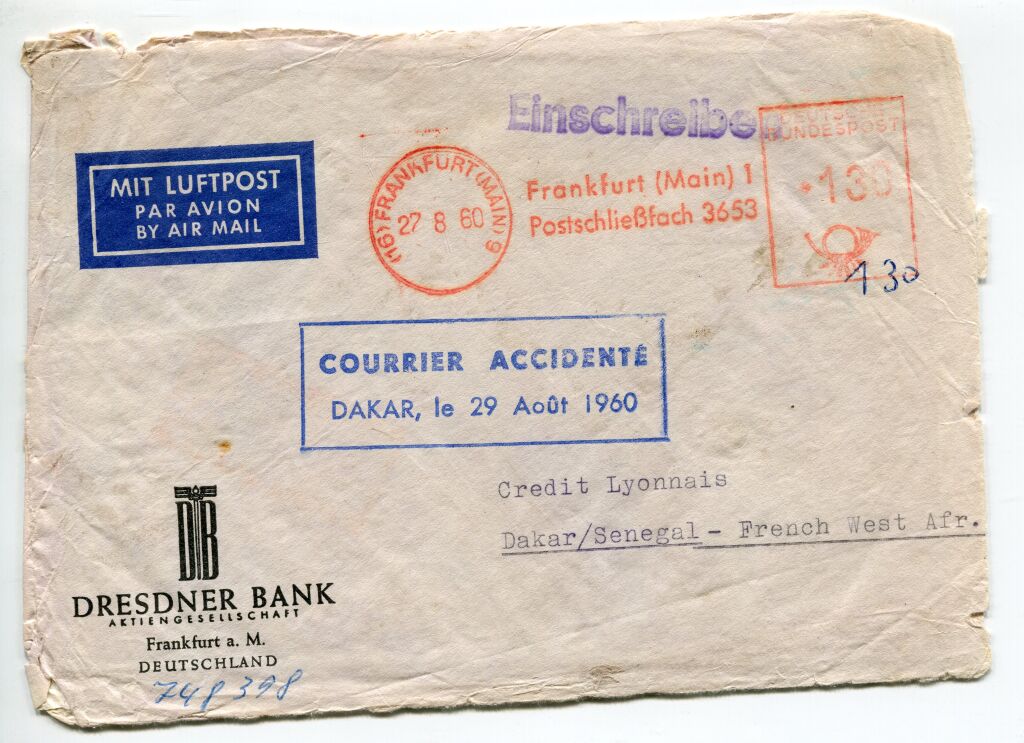 Einschreiben
DEUTSCHE
BUNDESPOST
*130
130
Frankfurt (Main) 1
Postschließfach 3653
(16) FRANKFURT (MAIN) 9
27 8 60
MIT LUFTPOST
PAR AVION
BY AIR MAIL
COURRIER ACCIDENTÉ
DAKAR, le 29 Août 1960
Credit Lyonnais
Dakar/Senegal - French West Afr.
DB
DRESDNER BANK
AKTIENGESELLSCHAFT
Frankfurt a. M.
DEUTSCHLAND
748398